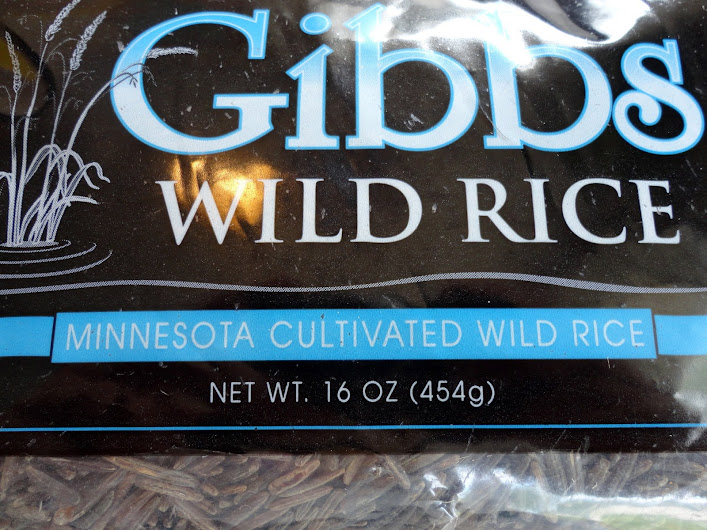 Gibbs
WILD RICE
MINNESOTA CULTIVATED WILD RICE
NET WT. 16 OZ (454g)